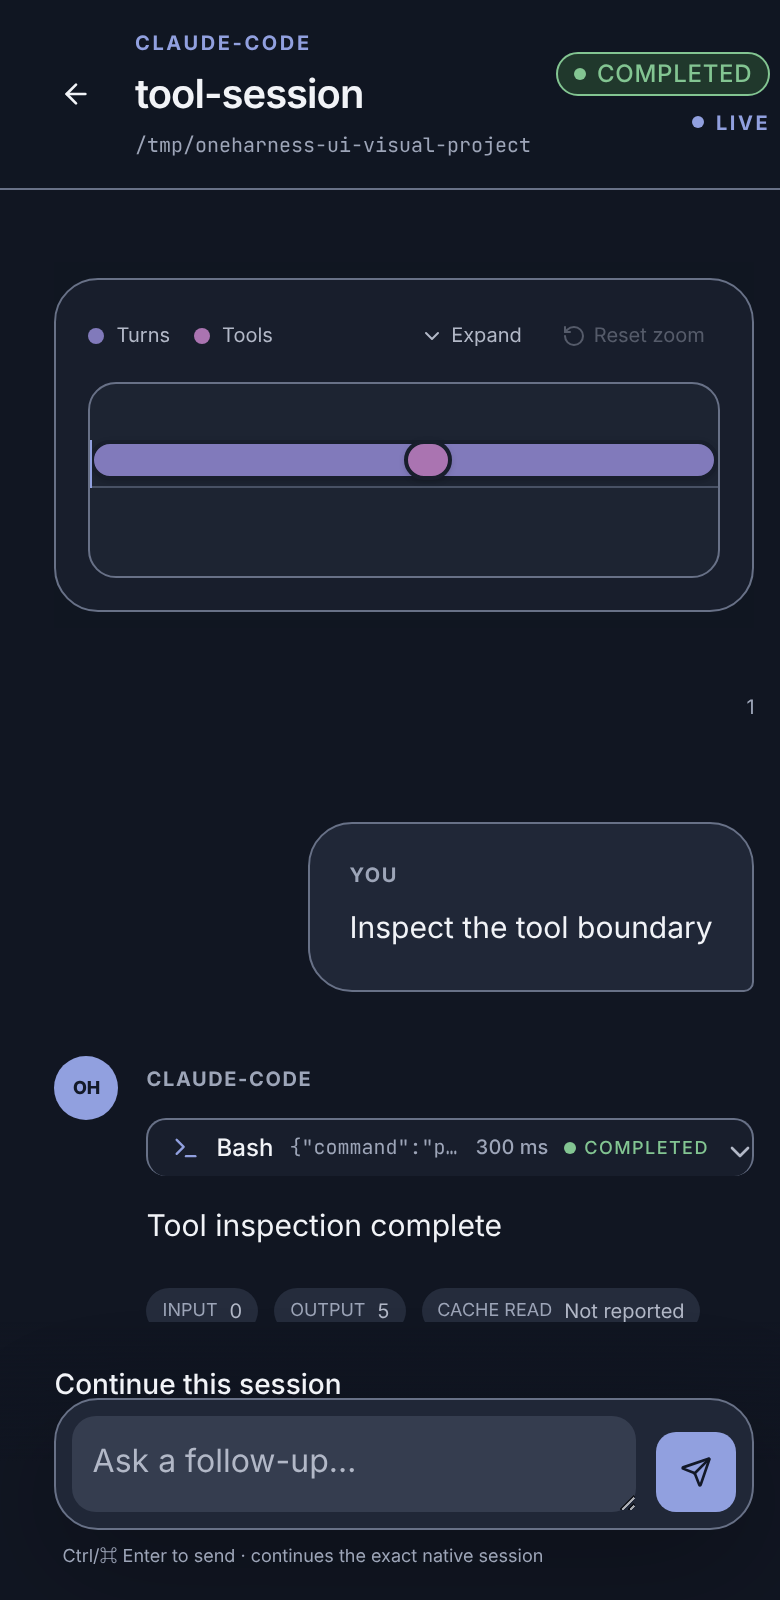 CLAUDE-CODE
tool-session
/tmp/oneharness-ui-visual-project
COMPLETED
LIVE
Turns Tools Expand Reset zoom
1
YOU
Inspect the tool boundary
OH CLAUDE-CODE
Bash {"command":"p… 300 ms COMPLETED
Tool inspection complete
INPUT 0 OUTPUT 5 CACHE READ Not reported
Continue this session
Ask a follow-up...
Ctrl/⌘ Enter to send · continues the exact native session